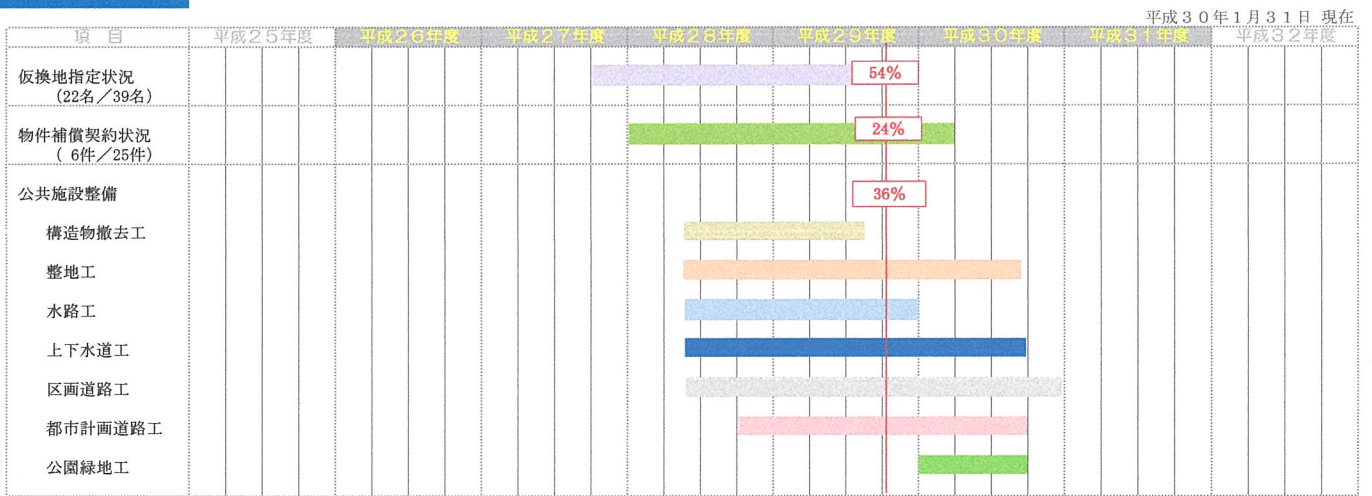 平成３０年１月３１日 現在
項 目 平成２５年度 平成２６年度 平成２７年度 平成２８年度 平成２９年度 平成３０年度 平成３１年度 平成３２年度
仮換地指定状況 54%
(22名／39名)
物件補償契約状況 24%
( 6件／25件)
公共施設整備 36%
構造物撤去工
整地工
水路工
上下水道工
区画道路工
都市計画道路工
公園緑地工